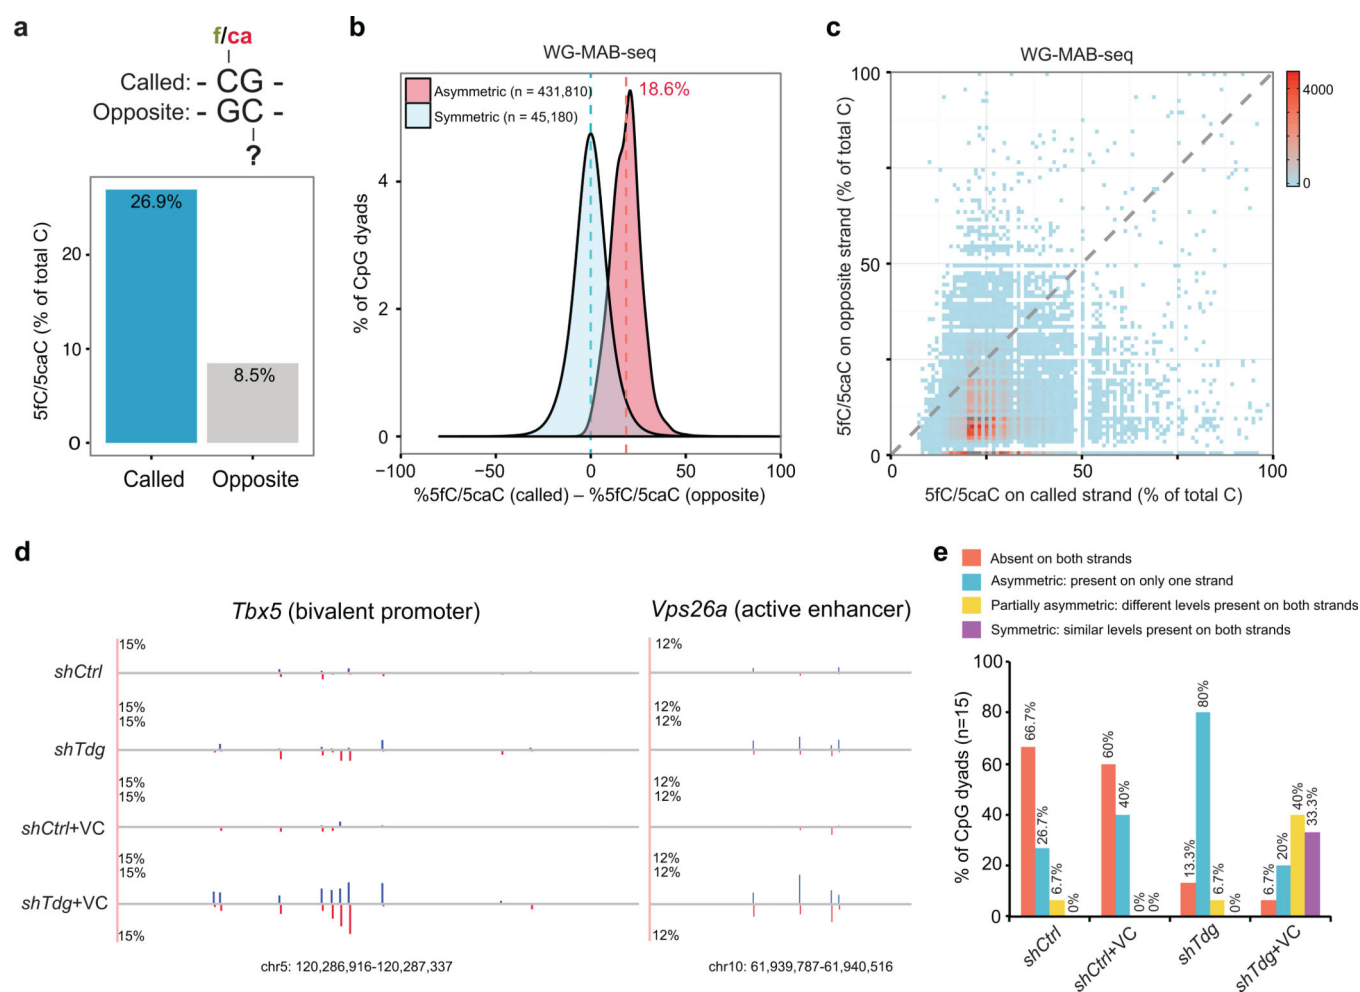 a
f/ca
Called: - CG -
Opposite: - GC -
?
5fC/5caC (% of total C)
20
10
0
26.9%
8.5%
Called
Opposite
b
WG-MAB-seq
Asymmetric (n = 431,810)
Symmetric (n = 45,180)
18.6%
% of CpG dyads
4
2
0
−100
−50
0
50
100
%5fC/5caC (called) – %5fC/5caC (opposite)
c
WG-MAB-seq
5fC/5caC on opposite strand (% of total C)
100
50
0
0
50
100
5fC/5caC on called strand (% of total C)
4000
0
d
Tbx5 (bivalent promoter)
Vps26a (active enhancer)
shCtrl
15%
12%
15%
12%
shTdg
15%
12%
15%
12%
shCtrl+VC
15%
12%
15%
12%
shTdg+VC
15%
12%
15%
12%
chr5: 120,286,916-120,287,337
chr10: 61,939,787-61,940,516
e
Absent on both strands
Asymmetric: present on only one strand
Partially asymmetric: different levels present on both strands
Symmetric: similar levels present on both strands
% of CpG dyads (n=15)
100
80
60
40
20
0
66.7%
26.7%
6.7%
0%
60%
40%
0%
0%
13.3%
80%
6.7%
0%
6.7%
20%
40%
33.3%
shCtrl
shCtrl+VC
shTdg
shTdg+VC